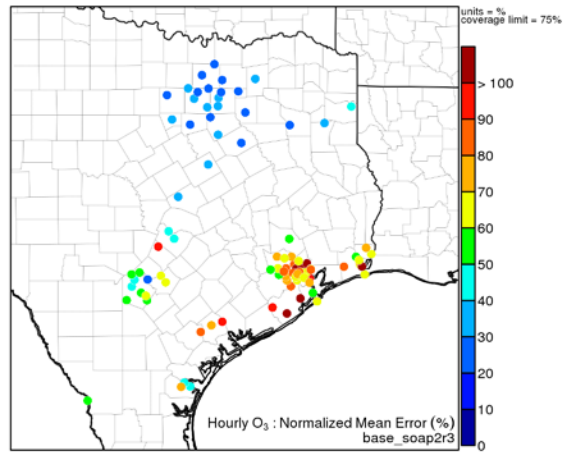 units = %
coverage limit = 75%
> 100
90
80
70
60
50
40
30
20
10
0
Hourly O₃ : Normalized Mean Error (%)
base_soap2r3